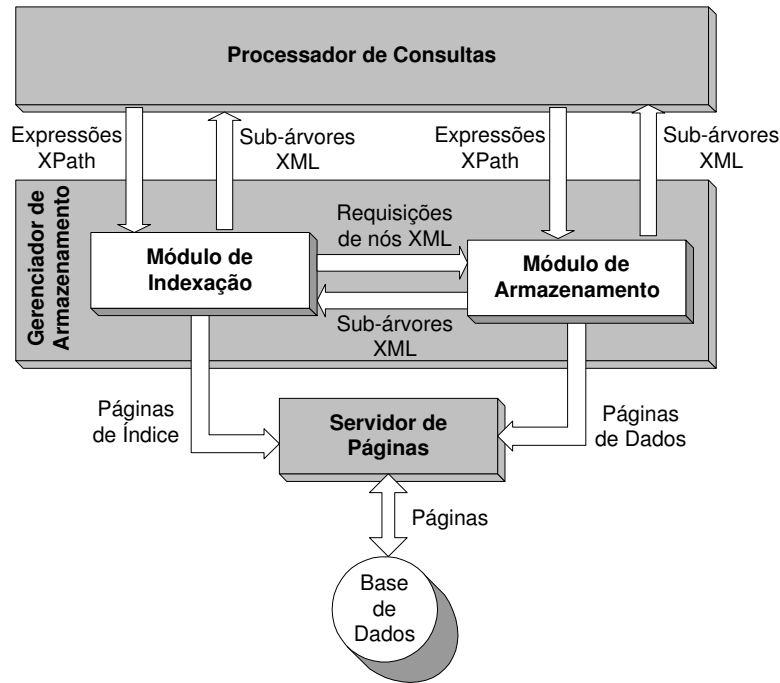 Processador de Consultas
Expressões
XPath
Sub-árvores
XML
Expressões
XPath
Sub-árvores
XML
Gerenciador de
Armazenamento
Requisições
de nós XML
Módulo de
Indexação
Módulo de
Armazenamento
Sub-árvores
XML
Páginas
de Índice
Servidor de
Páginas
Páginas
de Dados
Páginas
Base
de
Dados